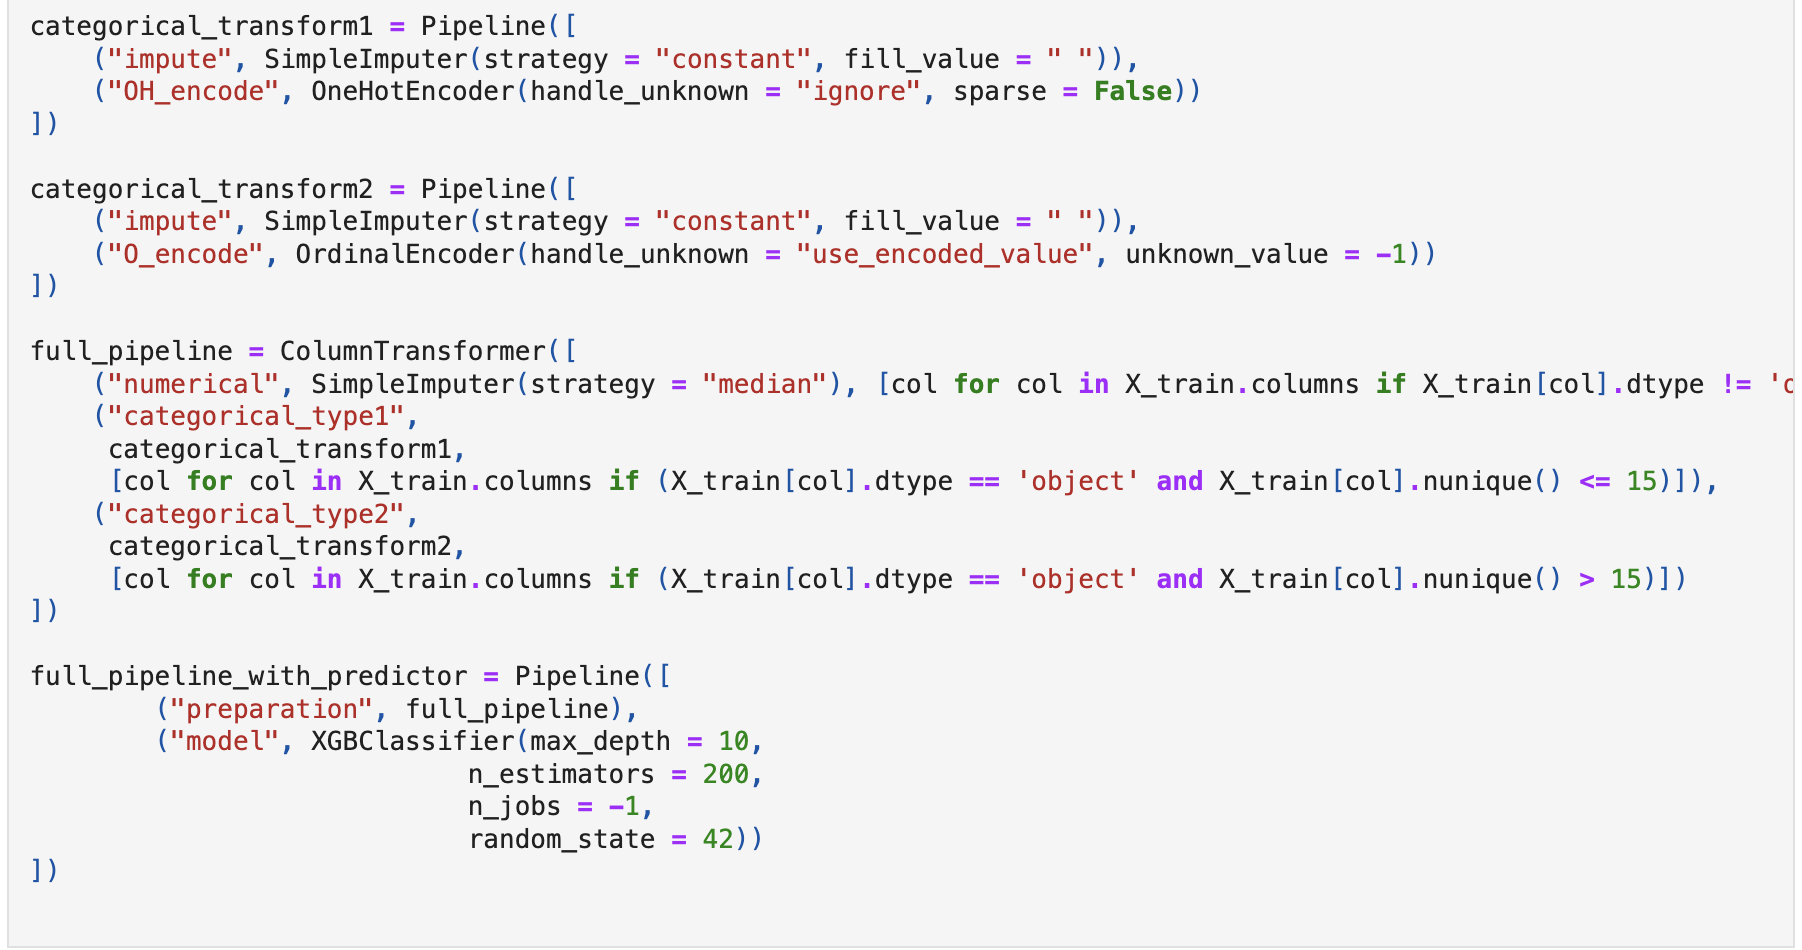 categorical_transform1 = Pipeline([
    ("impute", SimpleImputer(strategy = "constant", fill_value = " ")),
    ("OH_encode", OneHotEncoder(handle_unknown = "ignore", sparse = False))
])

categorical_transform2 = Pipeline([
    ("impute", SimpleImputer(strategy = "constant", fill_value = " ")),
    ("O_encode", OrdinalEncoder(handle_unknown = "use_encoded_value", unknown_value = -1))
])

full_pipeline = ColumnTransformer([
    ("numerical", SimpleImputer(strategy = "median"), [col for col in X_train.columns if X_train[col].dtype != '
    ("categorical_type1",
     categorical_transform1,
     [col for col in X_train.columns if (X_train[col].dtype == 'object' and X_train[col].nunique() <= 15)]),
    ("categorical_type2",
     categorical_transform2,
     [col for col in X_train.columns if (X_train[col].dtype == 'object' and X_train[col].nunique() > 15)])
])

full_pipeline_with_predictor = Pipeline([
        ("preparation", full_pipeline),
        ("model", XGBClassifier(max_depth = 10,
                            n_estimators = 200,
                            n_jobs = -1,
                            random_state = 42))
])